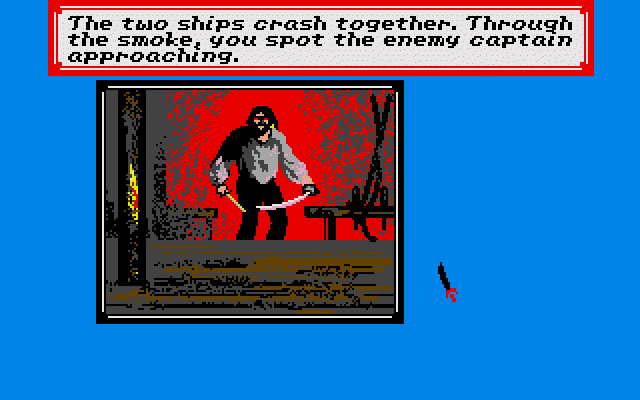 The two ships crash together. Through
the smoke, you spot the enemy captain
approaching.